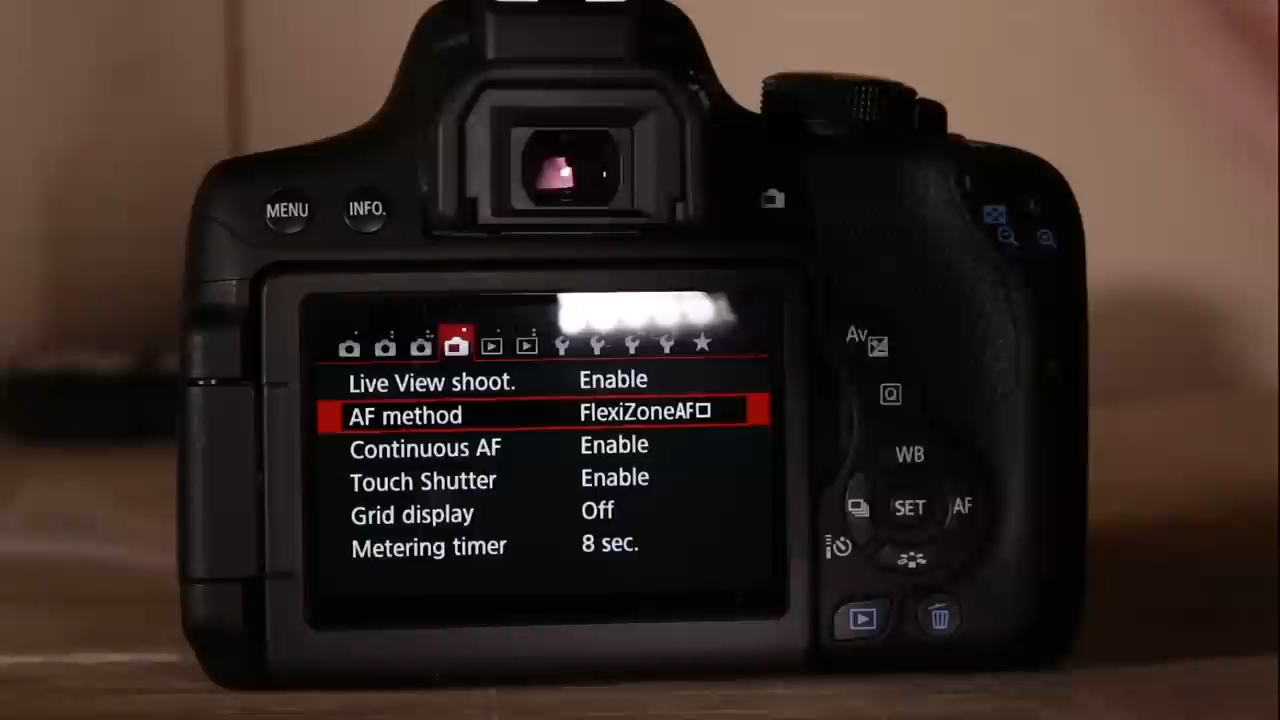 MENU INFO.
Live View shoot. Enable
AF method FlexiZoneAF
Continuous AF Enable
Touch Shutter Enable
Grid display Off
Metering timer 8 sec.
Av
Q
WB
SET
AF